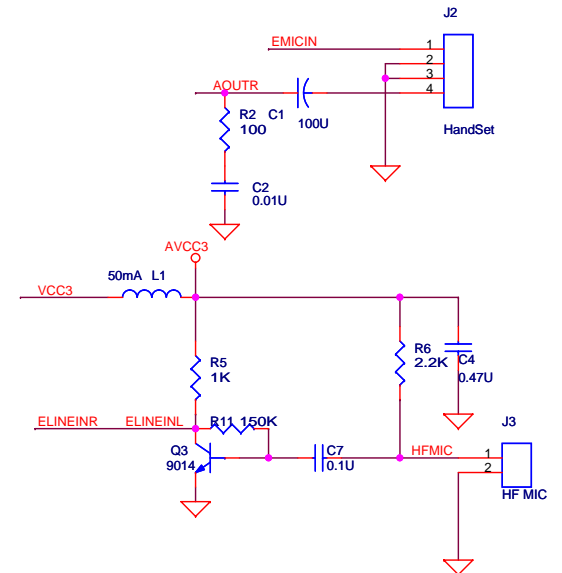 J2
EMICIN
1
2
3
4
AOUTR
R2
100
C1
100U
HandSet
C2
0.01U
AVCC3
50mA L1
VCC3
R5
1K
R6
2.2K
C4
0.47U
ELINEINR
ELINEINL
R11 150K
J3
Q3
9014
C7
0.1U
HFMIC
1
2
HF MIC